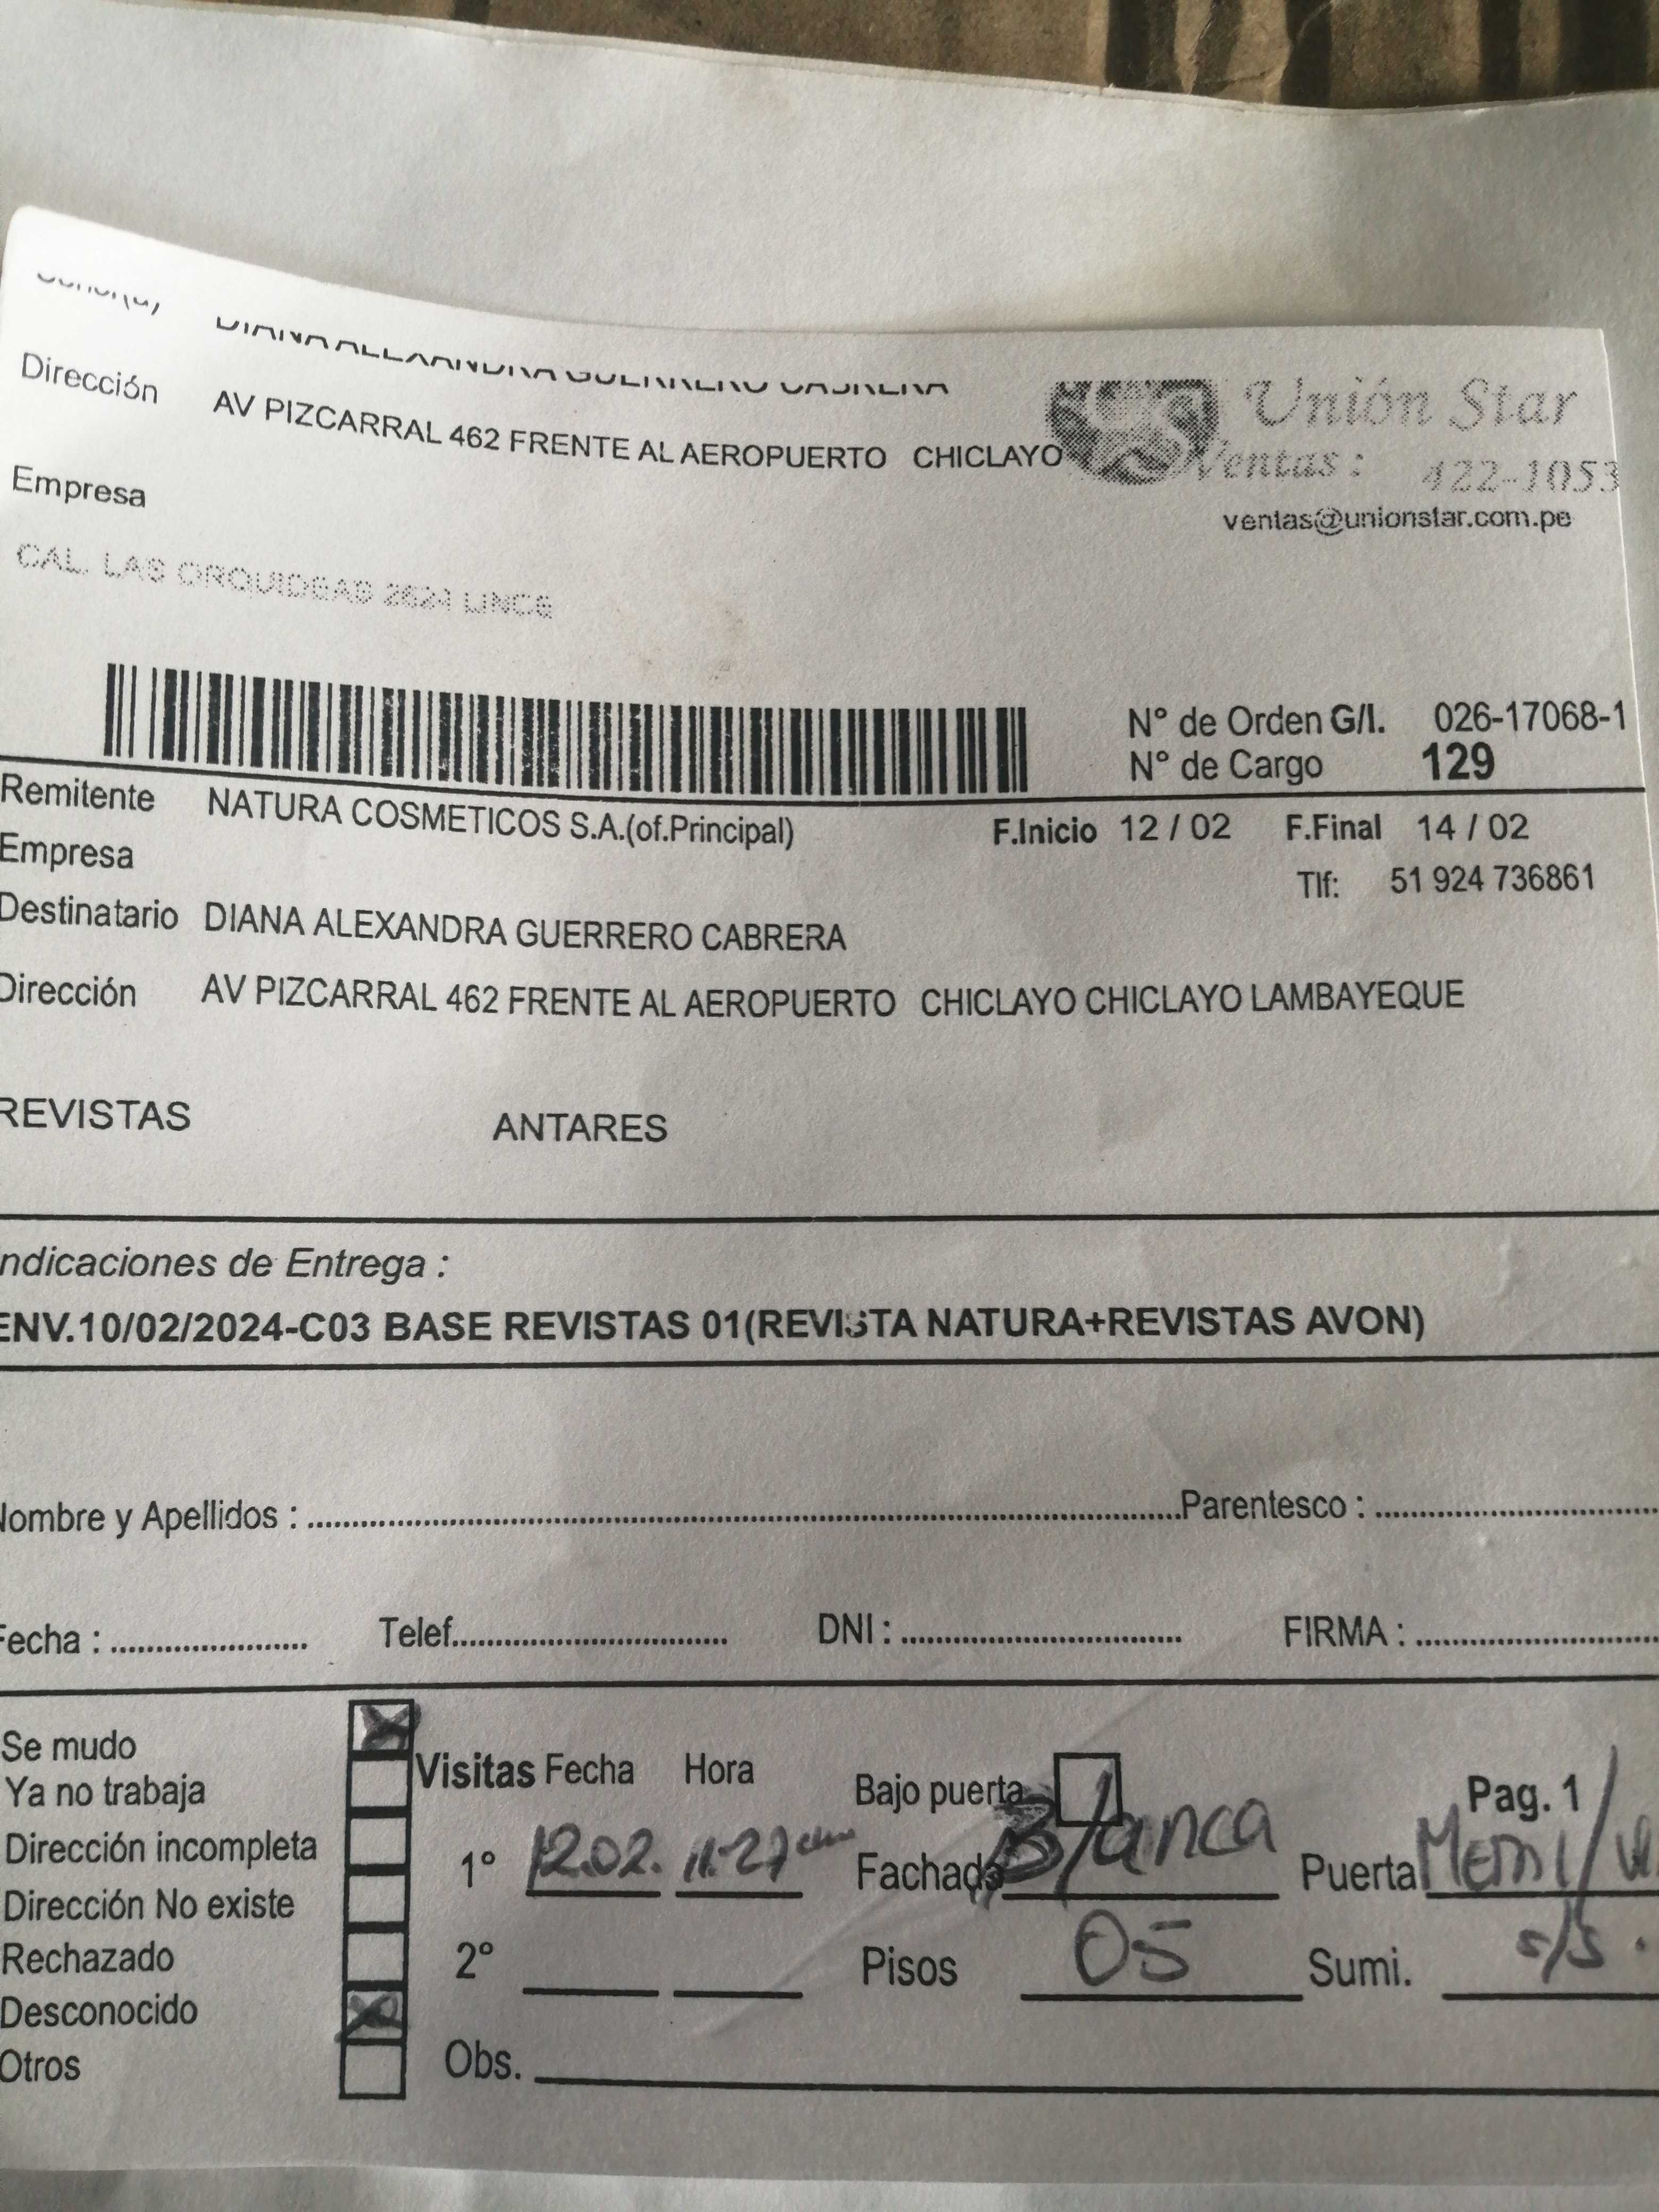 Señor(a) DIANA ALEXANDRA GUERRERO CABRERA
Dirección AV PIZCARRAL 462 FRENTE AL AEROPUERTO CHICLAYO
Unión Star
Ventas : 422-1053
ventas@unionstar.com.pe
Empresa
CAL. LAS ORQUIDEAS 2624 LINCE
N° de Orden G/I. 026-17068-1
N° de Cargo 129
Remitente NATURA COSMETICOS S.A.(of.Principal) F.Inicio 12 / 02 F.Final 14 / 02
Empresa
Tlf: 51 924 736861
Destinatario DIANA ALEXANDRA GUERRERO CABRERA
Dirección AV PIZCARRAL 462 FRENTE AL AEROPUERTO CHICLAYO CHICLAYO LAMBAYEQUE
REVISTAS ANTARES
ndicaciones de Entrega :
ENV.10/02/2024-C03 BASE REVISTAS 01(REVISTA NATURA+REVISTAS AVON)
Nombre y Apellidos : Parentesco :
Fecha : Telef. DNI : FIRMA :
Se mudo
Ya no trabaja
Dirección incompleta
Dirección No existe
Rechazado
Desconocido
Otros
Visitas Fecha Hora Bajo puerta Pag. 1
1° 12.02. 11:27 Fachada Blanca Puerta
2° Pisos 05 Sumi. s/s.
Obs.